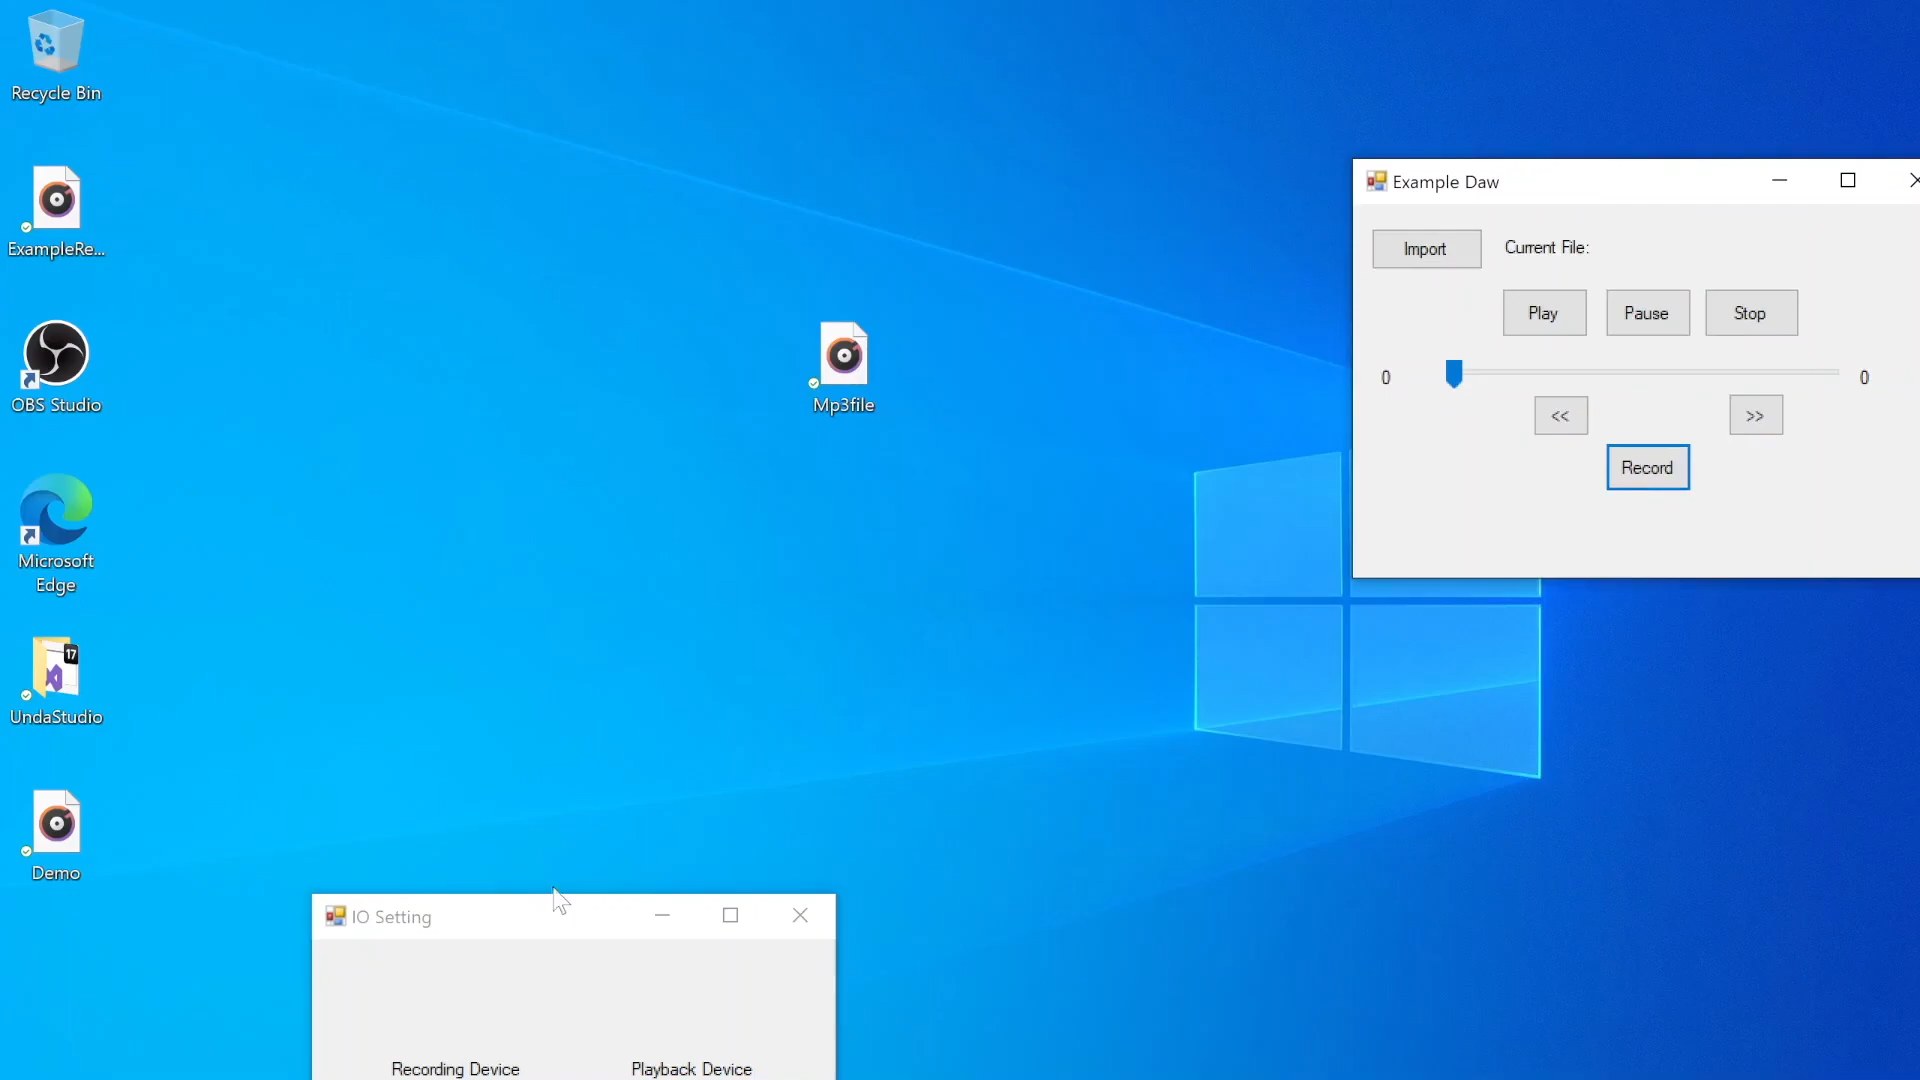 Recycle Bin
ExampleRe...
OBS Studio
Microsoft
Edge
17
UndaStudio
Demo
Mp3file
Example Daw
Import
Current File:
Play
Pause
Stop
0
0
<<
>>
Record
IO Setting
Recording Device
Playback Device